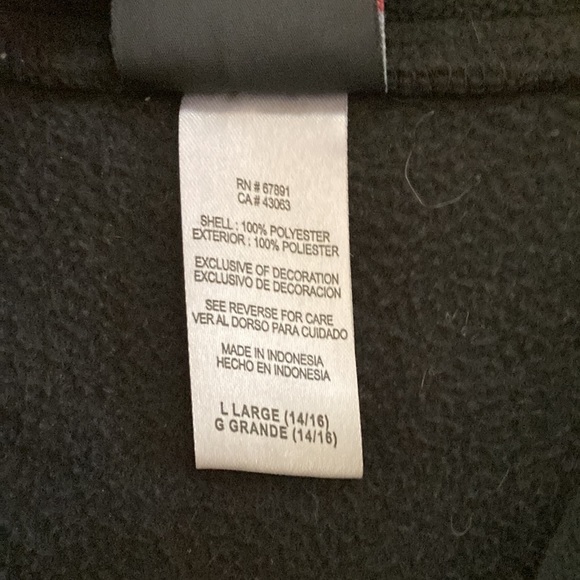 RN # 67891
CA # 43063
SHELL : 100% POLYESTER
EXTERIOR : 100% POLIESTER
EXCLUSIVE OF DECORATION
EXCLUSIVO DE DECORACION
SEE REVERSE FOR CARE
VER AL DORSO PARA CUIDADO
MADE IN INDONESIA
HECHO EN INDONESIA
L LARGE (14/16)
G GRANDE (14/16)